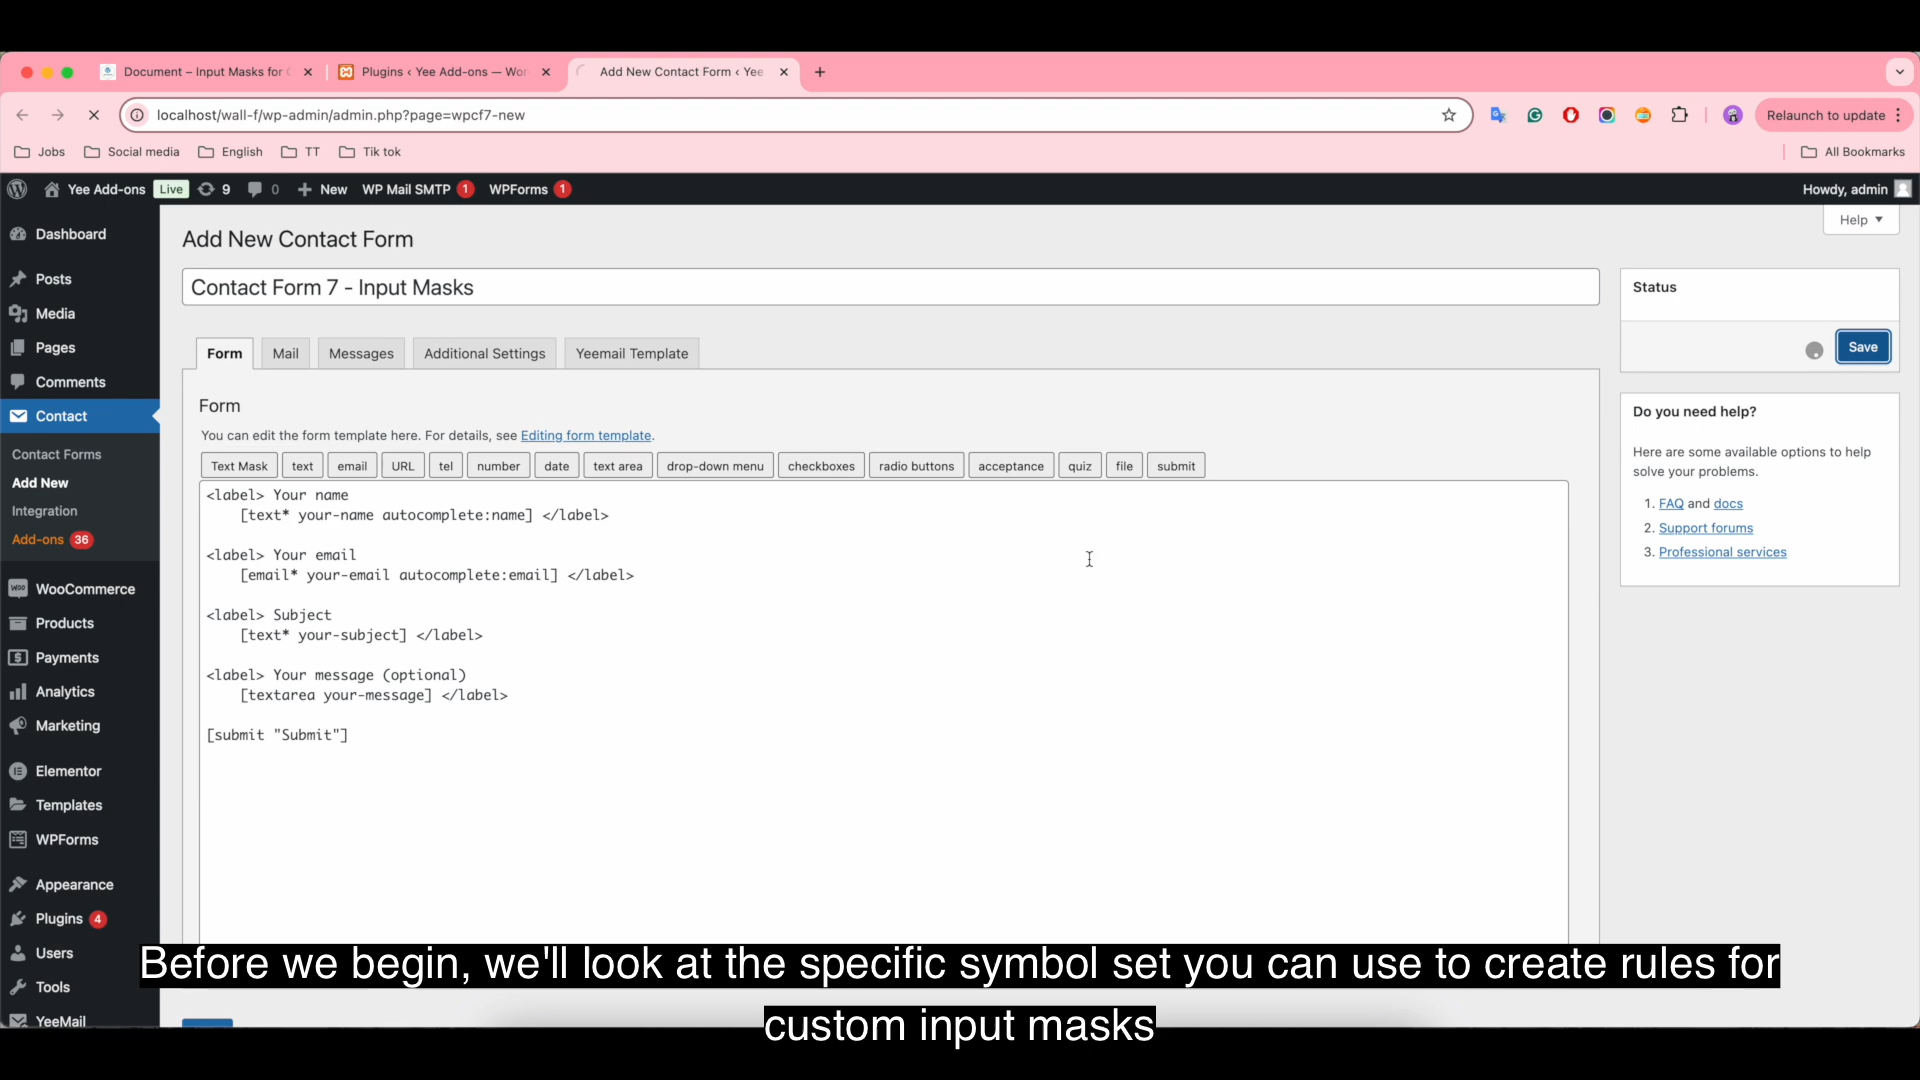 Document – Input Masks for
Plugins ‹ Yee Add-ons — Wor
Add New Contact Form ‹ Yee
localhost/wall-f/wp-admin/admin.php?page=wpcf7-new
Relaunch to update
Jobs
Social media
English
TT
Tik tok
All Bookmarks
Yee Add-ons
Live
9
0
New
WP Mail SMTP 1
WPForms 1
Howdy, admin
Dashboard
Posts
Media
Pages
Comments
Contact
Contact Forms
Add New
Integration
Add-ons 36
WooCommerce
Products
Payments
Analytics
Marketing
Elementor
Templates
WPForms
Appearance
Plugins 4
Users
Tools
YeeMail
Help
Add New Contact Form
Contact Form 7 - Input Masks
Form
Mail
Messages
Additional Settings
Yeemail Template
Form
You can edit the form template here. For details, see Editing form template.
Text Mask
text
email
URL
tel
number
date
text area
drop-down menu
checkboxes
radio buttons
acceptance
quiz
file
submit
<label> Your name
[text* your-name autocomplete:name] </label>
<label> Your email
[email* your-email autocomplete:email] </label>
<label> Subject
[text* your-subject] </label>
<label> Your message (optional)
[textarea your-message] </label>
[submit "Submit"]
Status
Save
Do you need help?
Here are some available options to help
solve your problems.
1. FAQ and docs
2. Support forums
3. Professional services
Before we begin, we'll look at the specific symbol set you can use to create rules for
custom input masks